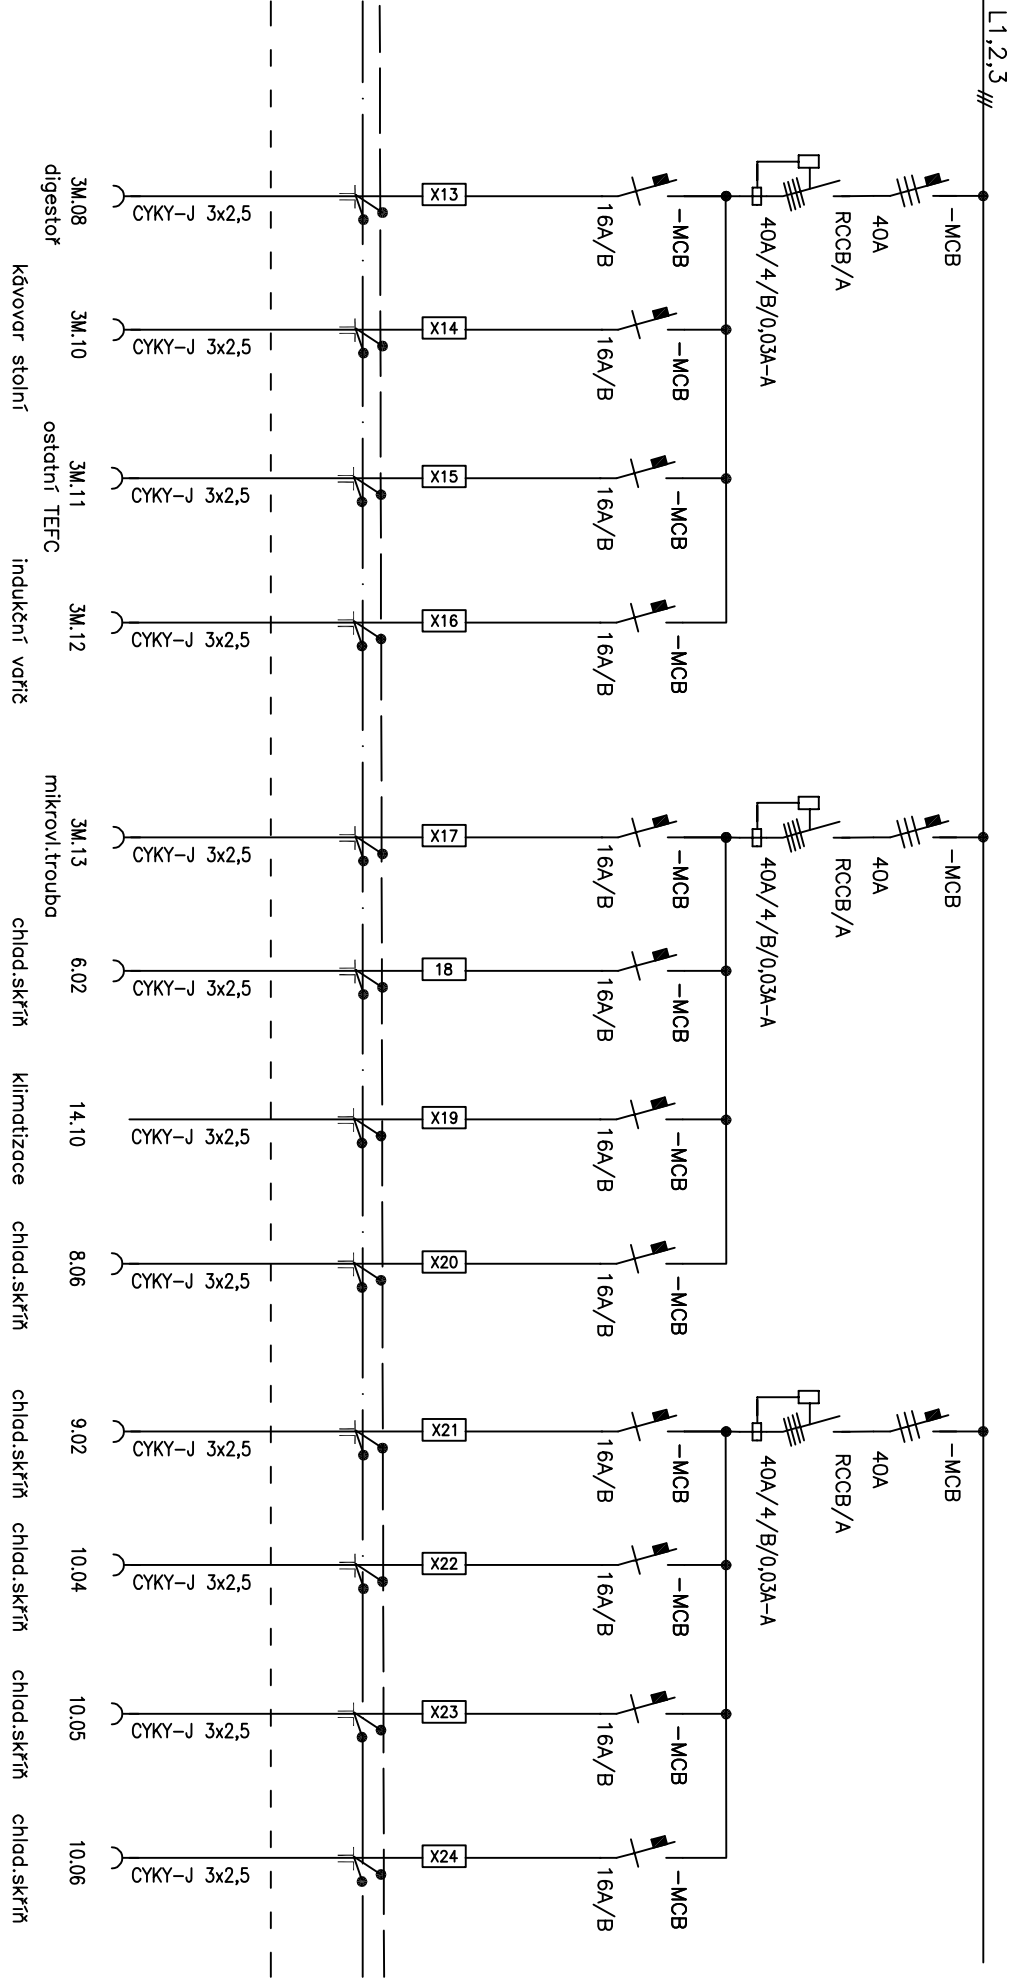 L1,2,3
-MCB
40A
RCCB/A
40A/4/B/0,03A-A
-MCB
40A
RCCB/A
40A/4/B/0,03A-A
-MCB
40A
RCCB/A
40A/4/B/0,03A-A
-MCB
16A/B
X13
CYKY-J 3x2,5
3M.08
digestoř
-MCB
16A/B
X14
CYKY-J 3x2,5
3M.10
kávovar stolní
-MCB
16A/B
X15
CYKY-J 3x2,5
3M.11
ostatní TEFC
-MCB
16A/B
X16
CYKY-J 3x2,5
3M.12
indukční vařič
-MCB
16A/B
X17
CYKY-J 3x2,5
3M.13
mikrovl.trouba
-MCB
16A/B
18
CYKY-J 3x2,5
6.02
chlad.skříň
-MCB
16A/B
X19
CYKY-J 3x2,5
14.10
klimatizace
-MCB
16A/B
X20
CYKY-J 3x2,5
8.06
chlad.skříň
-MCB
16A/B
X21
CYKY-J 3x2,5
9.02
chlad.skříň
-MCB
16A/B
X22
CYKY-J 3x2,5
10.04
chlad.skříň
-MCB
16A/B
X23
CYKY-J 3x2,5
10.05
chlad.skříň
-MCB
16A/B
X24
CYKY-J 3x2,5
10.06
chlad.skříň